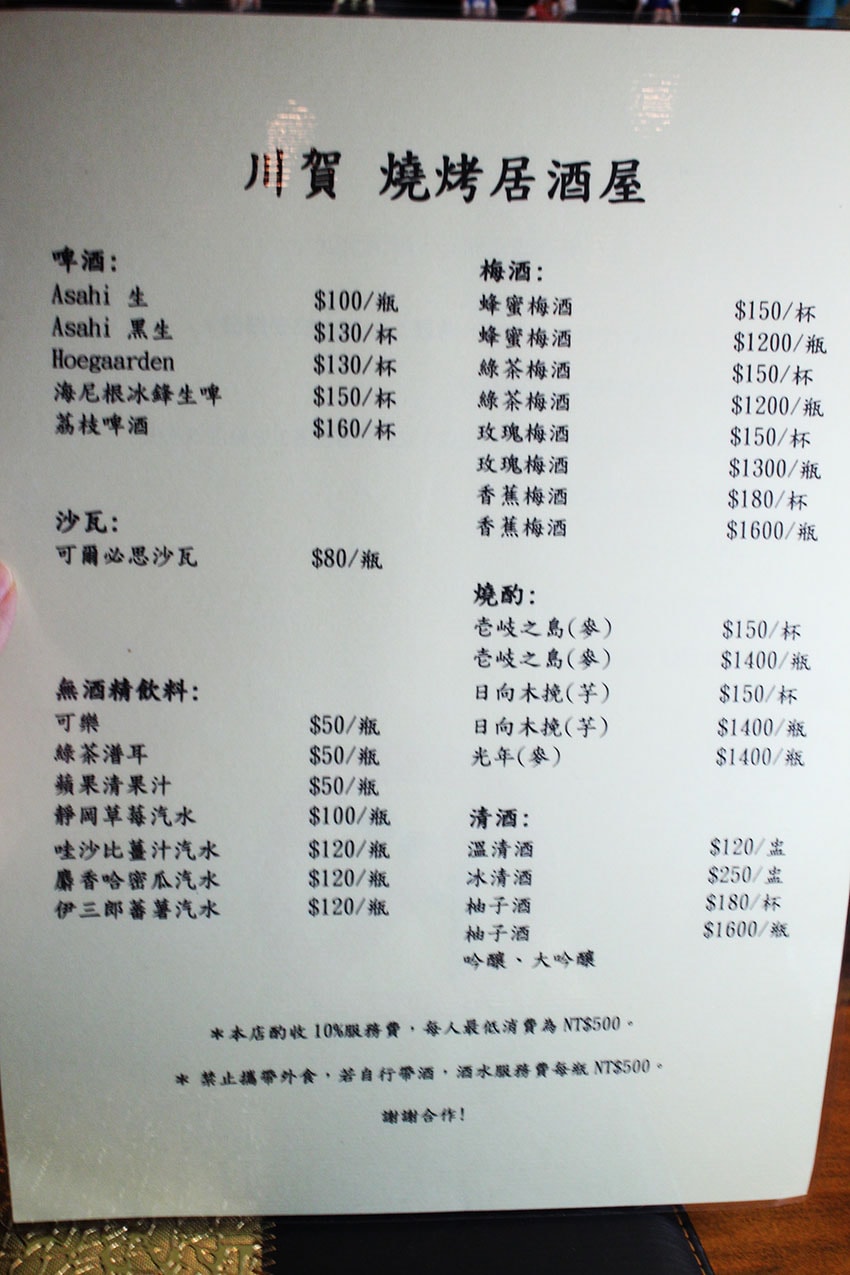 川賀 燒烤居酒屋
啤酒:
Asahi 生 $100/瓶
Asahi 黑生 $130/杯
Hoegaarden $130/杯
海尼根冰鋒生啤 $150/杯
荔枝啤酒 $160/杯
沙瓦:
可爾必思沙瓦 $80/瓶
無酒精飲料:
可樂 $50/瓶
綠茶潽耳 $50/瓶
蘋果清果汁 $50/瓶
靜岡草莓汽水 $100/瓶
哇沙比薑汁汽水 $120/瓶
麝香哈密瓜汽水 $120/瓶
伊三郎蕃薯汽水 $120/瓶
梅酒:
蜂蜜梅酒 $150/杯
蜂蜜梅酒 $1200/瓶
綠茶梅酒 $150/杯
綠茶梅酒 $1200/瓶
玫瑰梅酒 $150/杯
玫瑰梅酒 $1300/瓶
香蕉梅酒 $180/杯
香蕉梅酒 $1600/瓶
燒酌:
壱岐之島(麥) $150/杯
壱岐之島(麥) $1400/瓶
日向木挽(芋) $150/杯
日向木挽(芋) $1400/瓶
光年(麥) $1400/瓶
清酒:
溫清酒 $120/盅
冰清酒 $250/盅
柚子酒 $180/杯
柚子酒 $1600/瓶
吟釀、大吟釀
＊本店酌收 10%服務費，每人最低消費為 NT$500。
＊ 禁止攜帶外食，若自行帶酒，酒水服務費每瓶 NT$500。
謝謝合作!